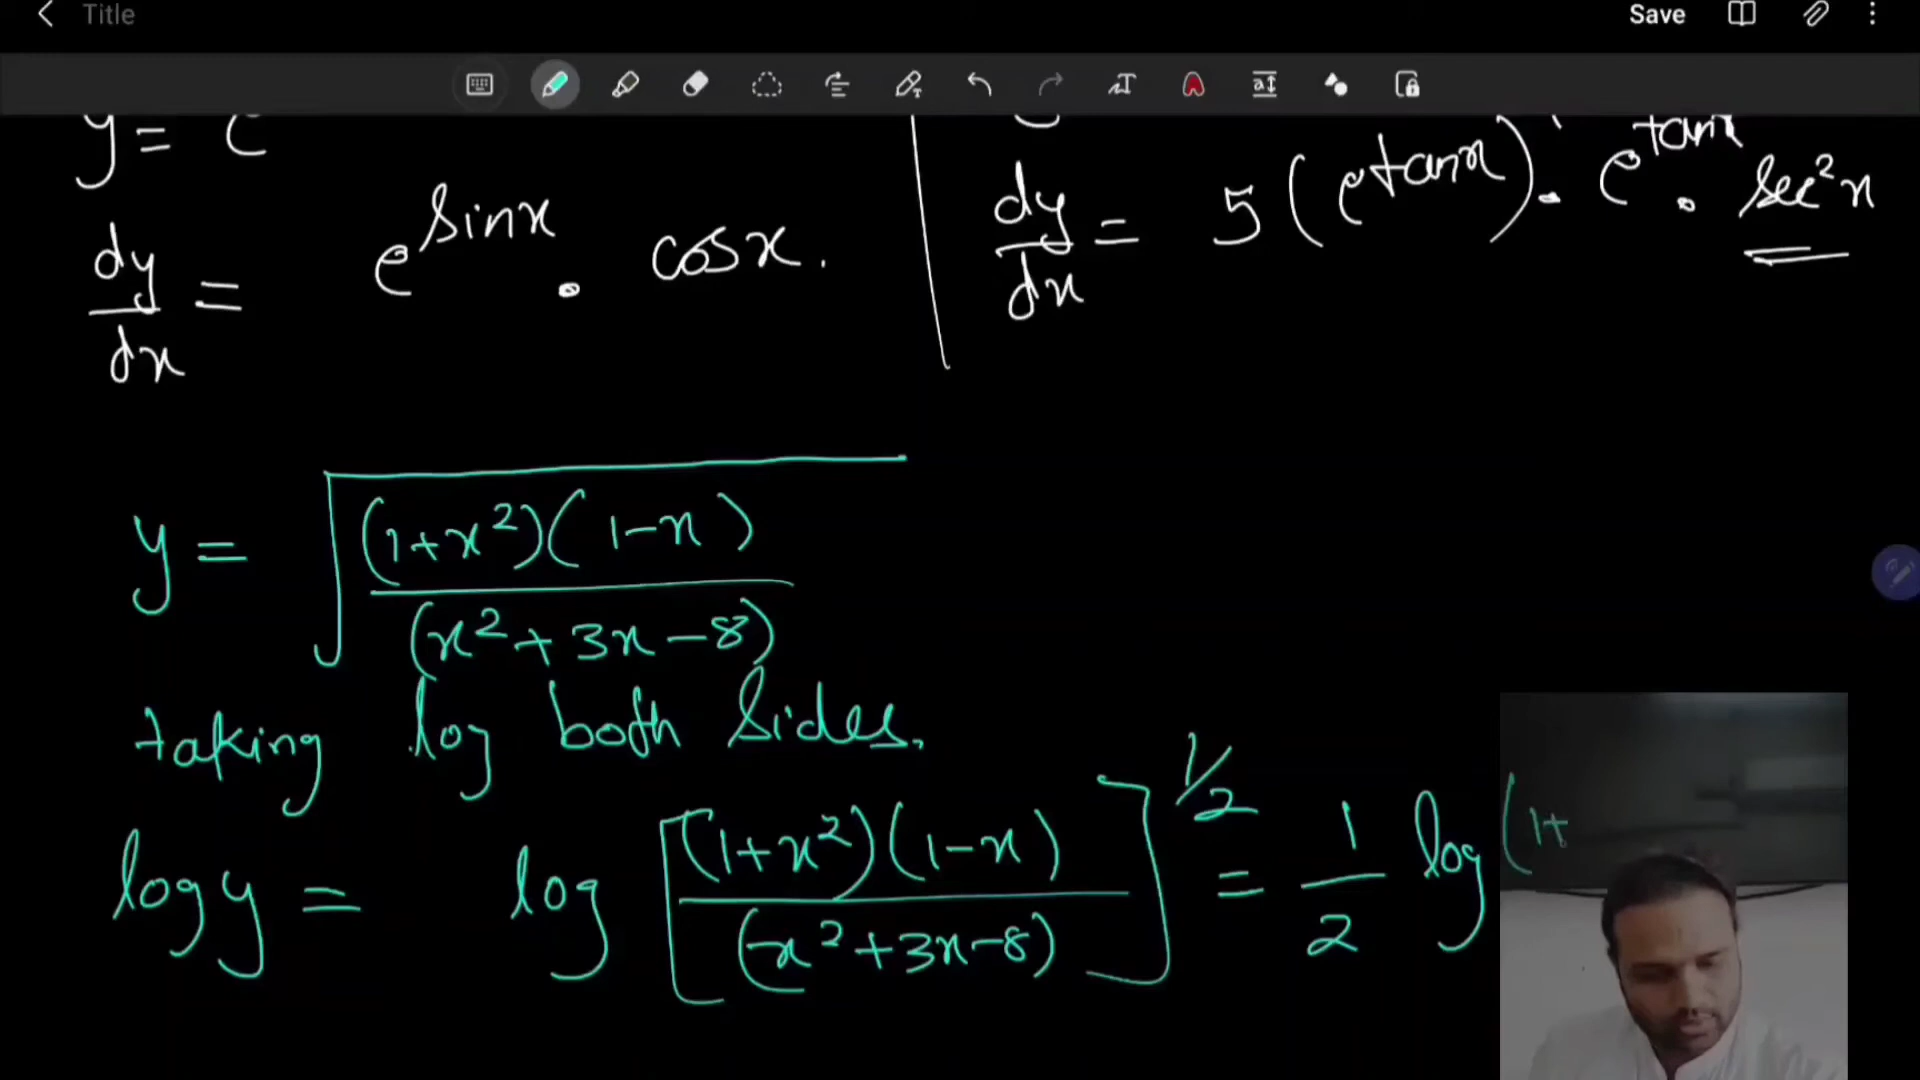 Title Save
y =
dy/dx = e^sinx . cosx.
dy/dx = 5(e^tanx) . e^tanx . sec²x
y = √((1+x²)(1-x)/(x²+3x-8))
taking log both sides.
log y = log [(1+x²)(1-x)/(x²+3x-8)]^1/2 = 1/2 log (1+